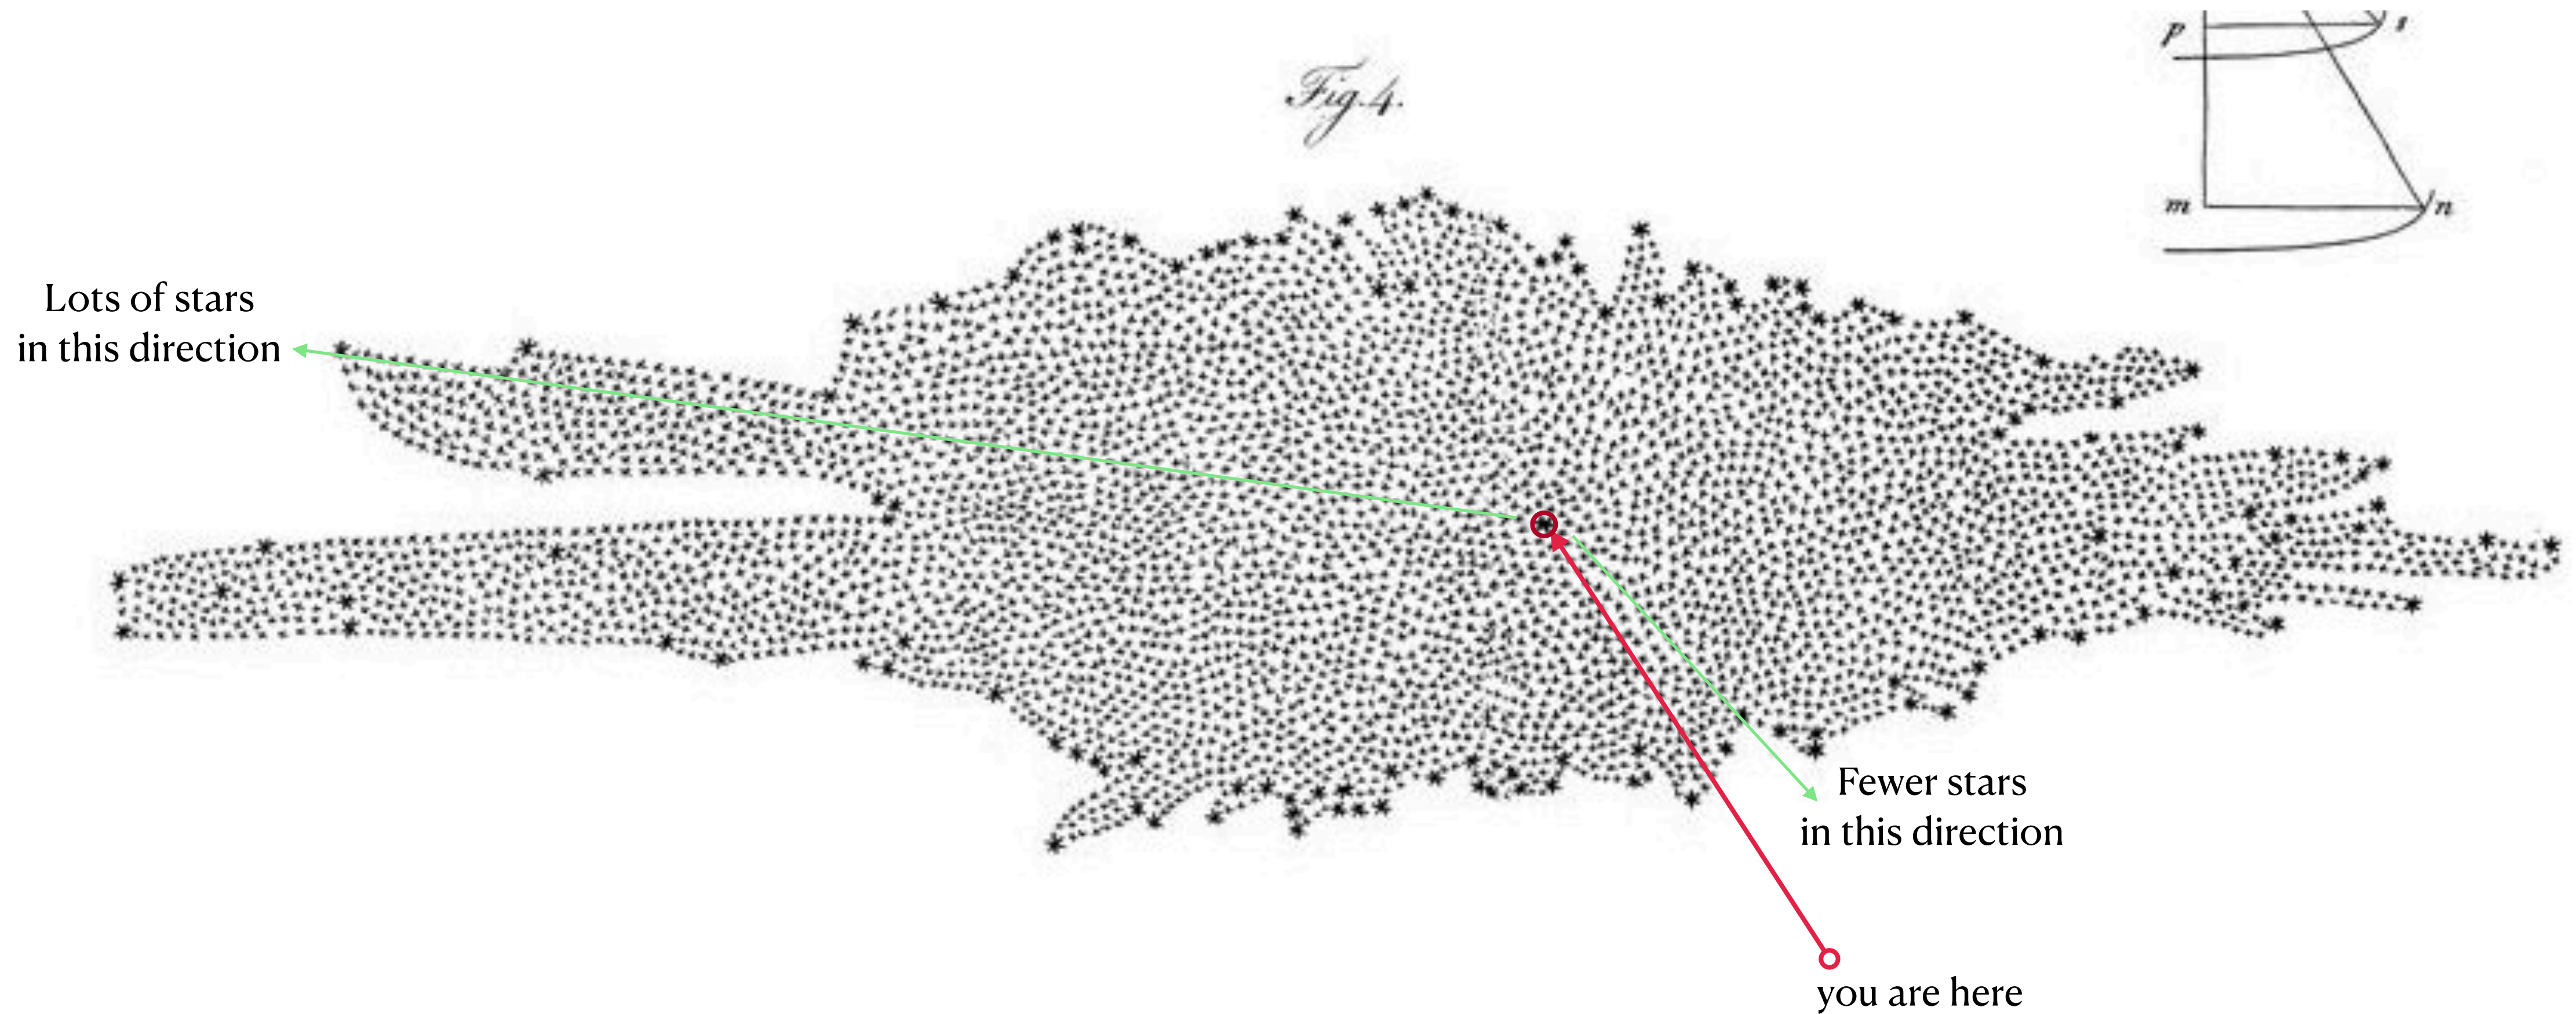 Fig. 4.
p s
m n
Lots of stars
in this direction
Fewer stars
in this direction
you are here